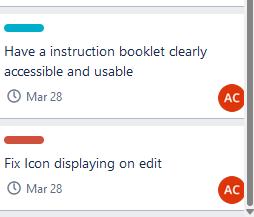 Have a instruction booklet clearly
accessible and usable
Mar 28
AC
Fix Icon displaying on edit
Mar 28
AC